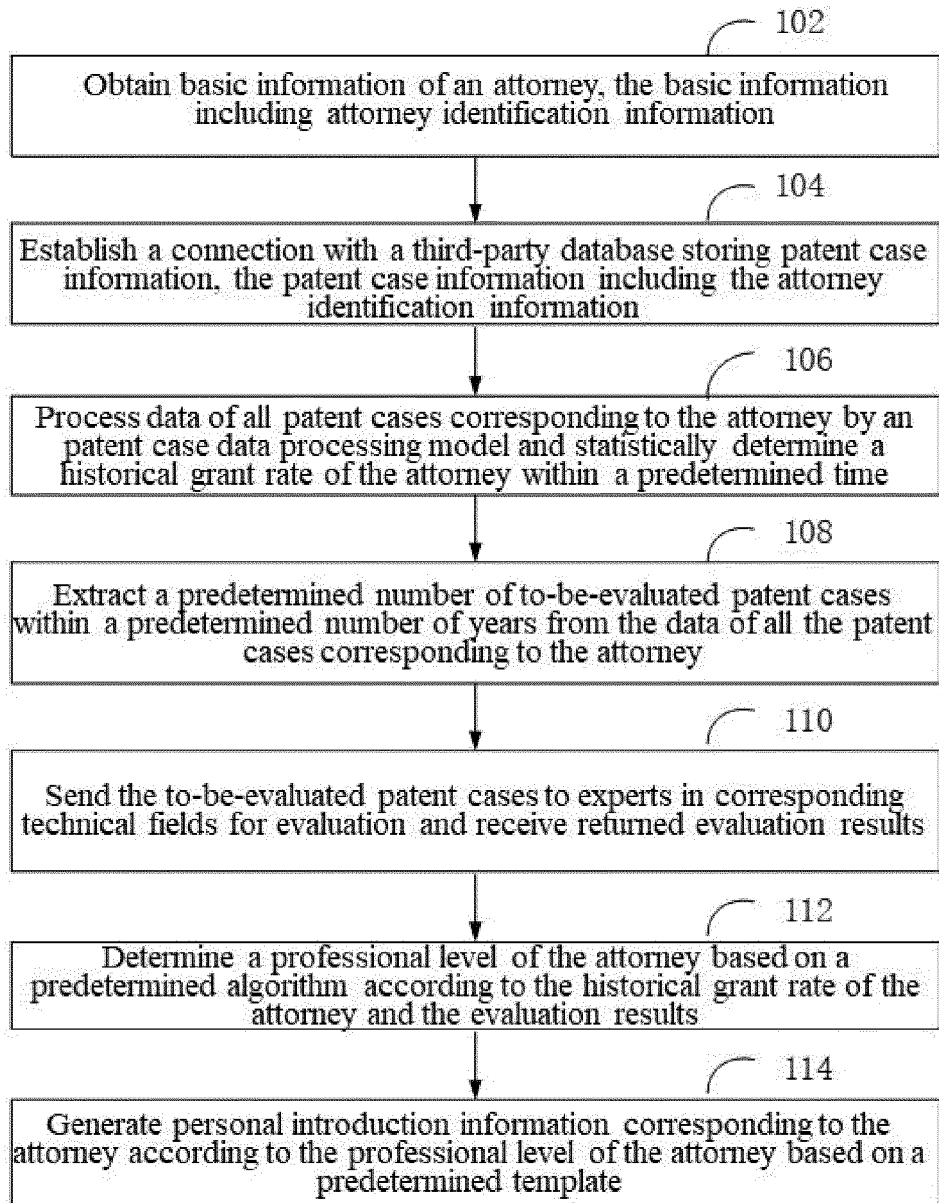 102
Obtain basic information of an attorney, the basic information
including attorney identification information
104
Establish a connection with a third-party database storing patent case
information, the patent case information including the attorney
identification information
106
Process data of all patent cases corresponding to the attorney by an
patent case data processing model and statistically determine a
historical grant rate of the attorney within a predetermined time
108
Extract a predetermined number of to-be-evaluated patent cases
within a predetermined number of years from the data of all the patent
cases corresponding to the attorney
110
Send the to-be-evaluated patent cases to experts in corresponding
technical fields for evaluation and receive returned evaluation results
112
Determine a professional level of the attorney based on a
predetermined algorithm according to the historical grant rate of the
attorney and the evaluation results
114
Generate personal introduction information corresponding to the
attorney according to the professional level of the attorney based on a
predetermined template